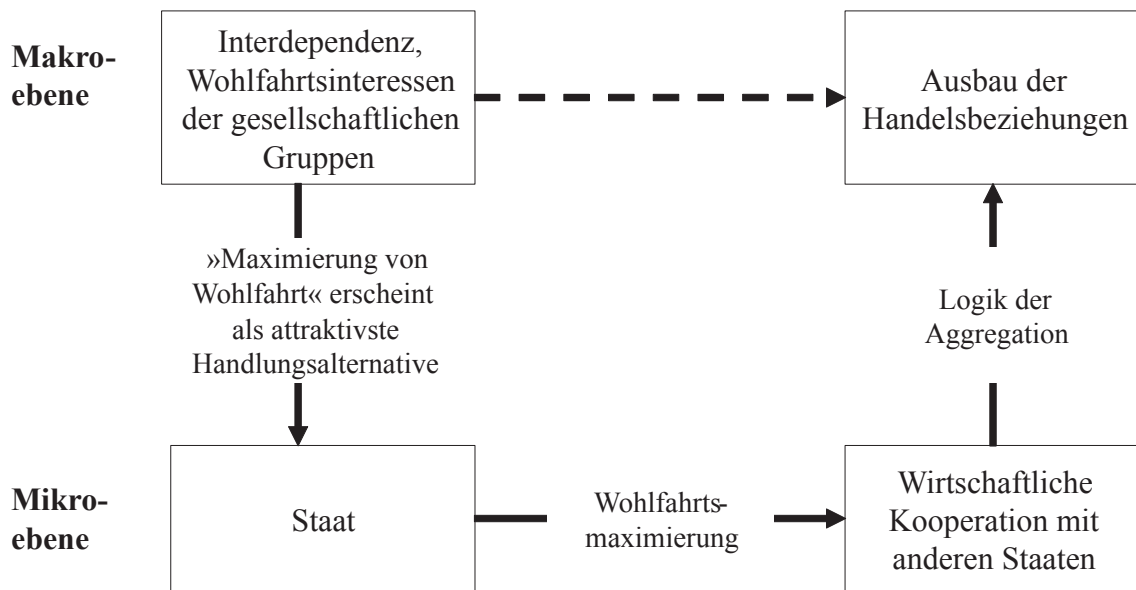 Makro-
ebene
Interdependenz,
Wohlfahrtsinteressen
der gesellschaftlichen
Gruppen
Ausbau der
Handelsbeziehungen
»Maximierung von
Wohlfahrt« erscheint
als attraktivste
Handlungsalternative
Logik der
Aggregation
Mikro-
ebene
Staat
Wohlfahrts-
maximierung
Wirtschaftliche
Kooperation mit
anderen Staaten